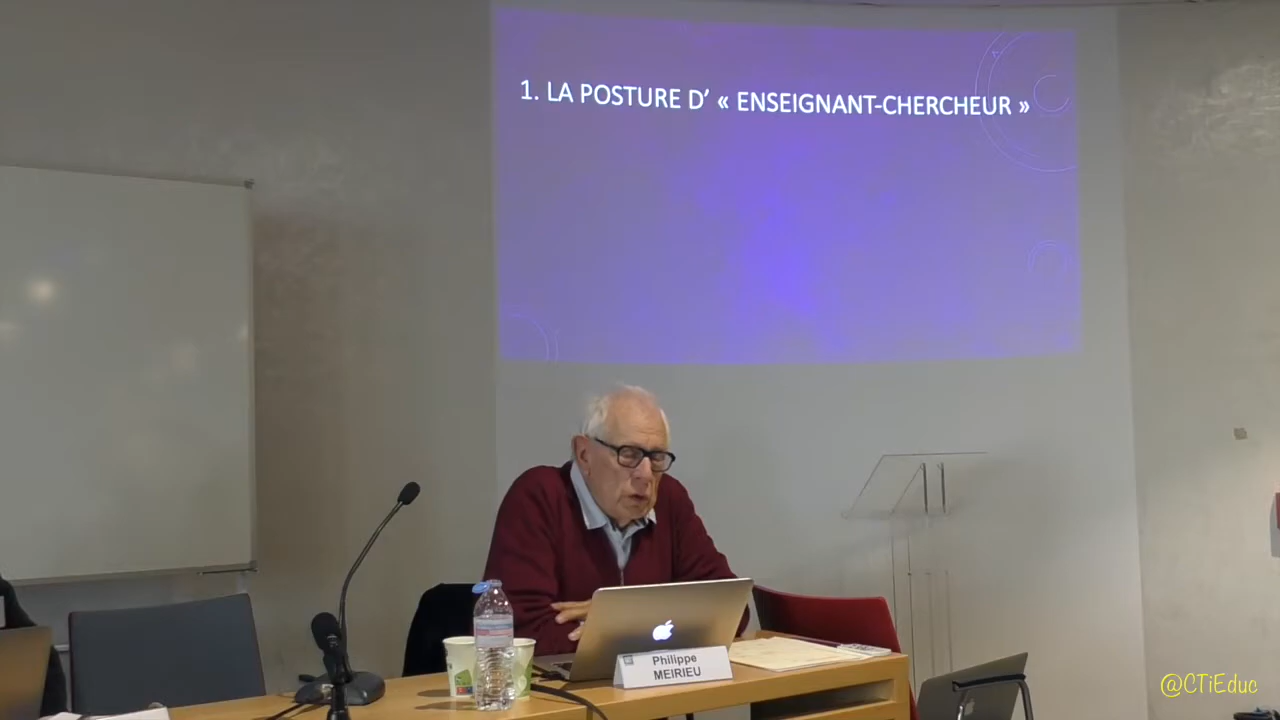 1. LA POSTURE D’ « ENSEIGNANT-CHERCHEUR »
Philippe
MEIRIEU
@CTiEduc